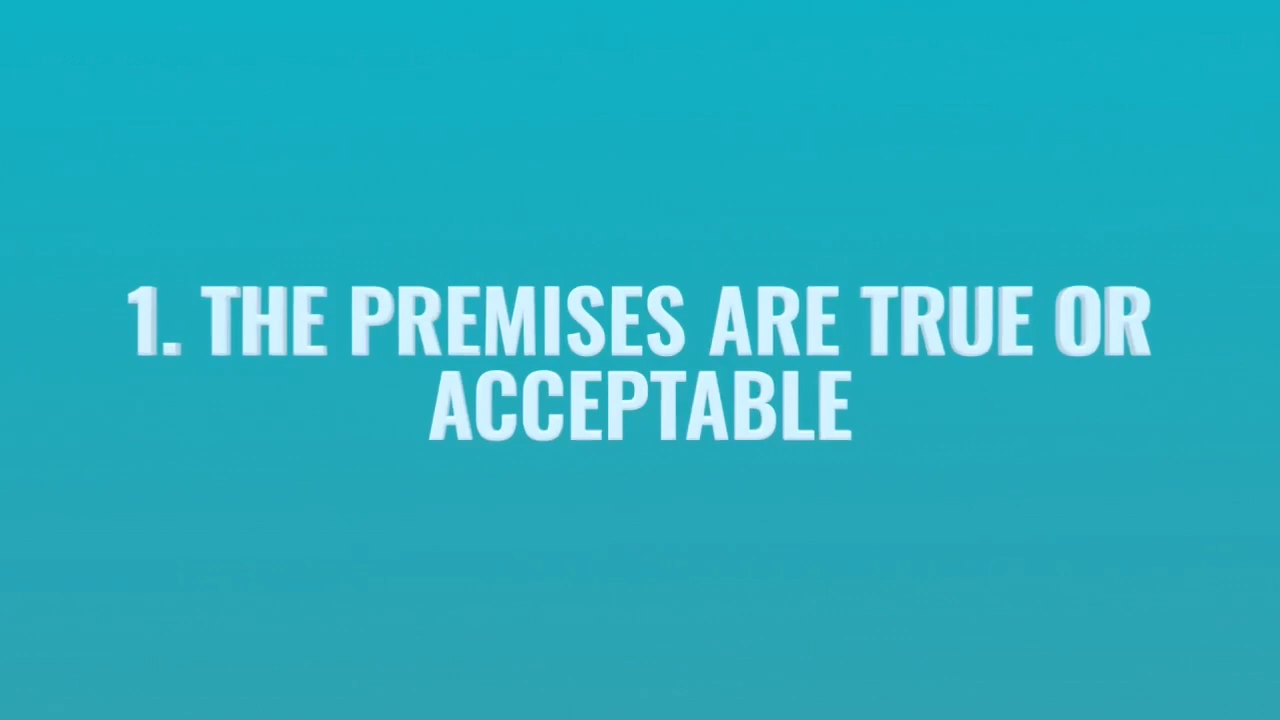 1. THE PREMISES ARE TRUE OR
ACCEPTABLE